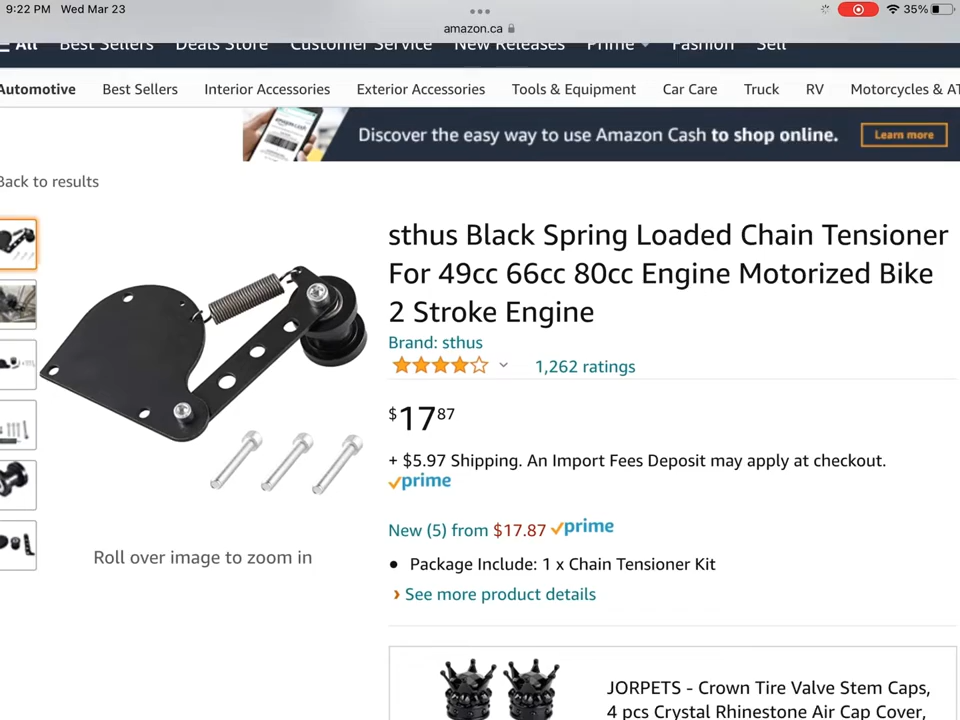 9:22 PM Wed Mar 23
35%
amazon.ca
All Best Sellers Deals Store Customer Service New Releases Prime Fashion Sell
Automotive Best Sellers Interior Accessories Exterior Accessories Tools & Equipment Car Care Truck RV Motorcycles & AT
Discover the easy way to use Amazon Cash to shop online. Learn more
Back to results
sthus Black Spring Loaded Chain Tensioner
For 49cc 66cc 80cc Engine Motorized Bike
2 Stroke Engine
Brand: sthus
1,262 ratings
$17 87
+ $5.97 Shipping. An Import Fees Deposit may apply at checkout.
prime
New (5) from $17.87 prime
● Package Include: 1 x Chain Tensioner Kit
› See more product details
Roll over image to zoom in
JORPETS - Crown Tire Valve Stem Caps,
4 pcs Crystal Rhinestone Air Cap Cover,